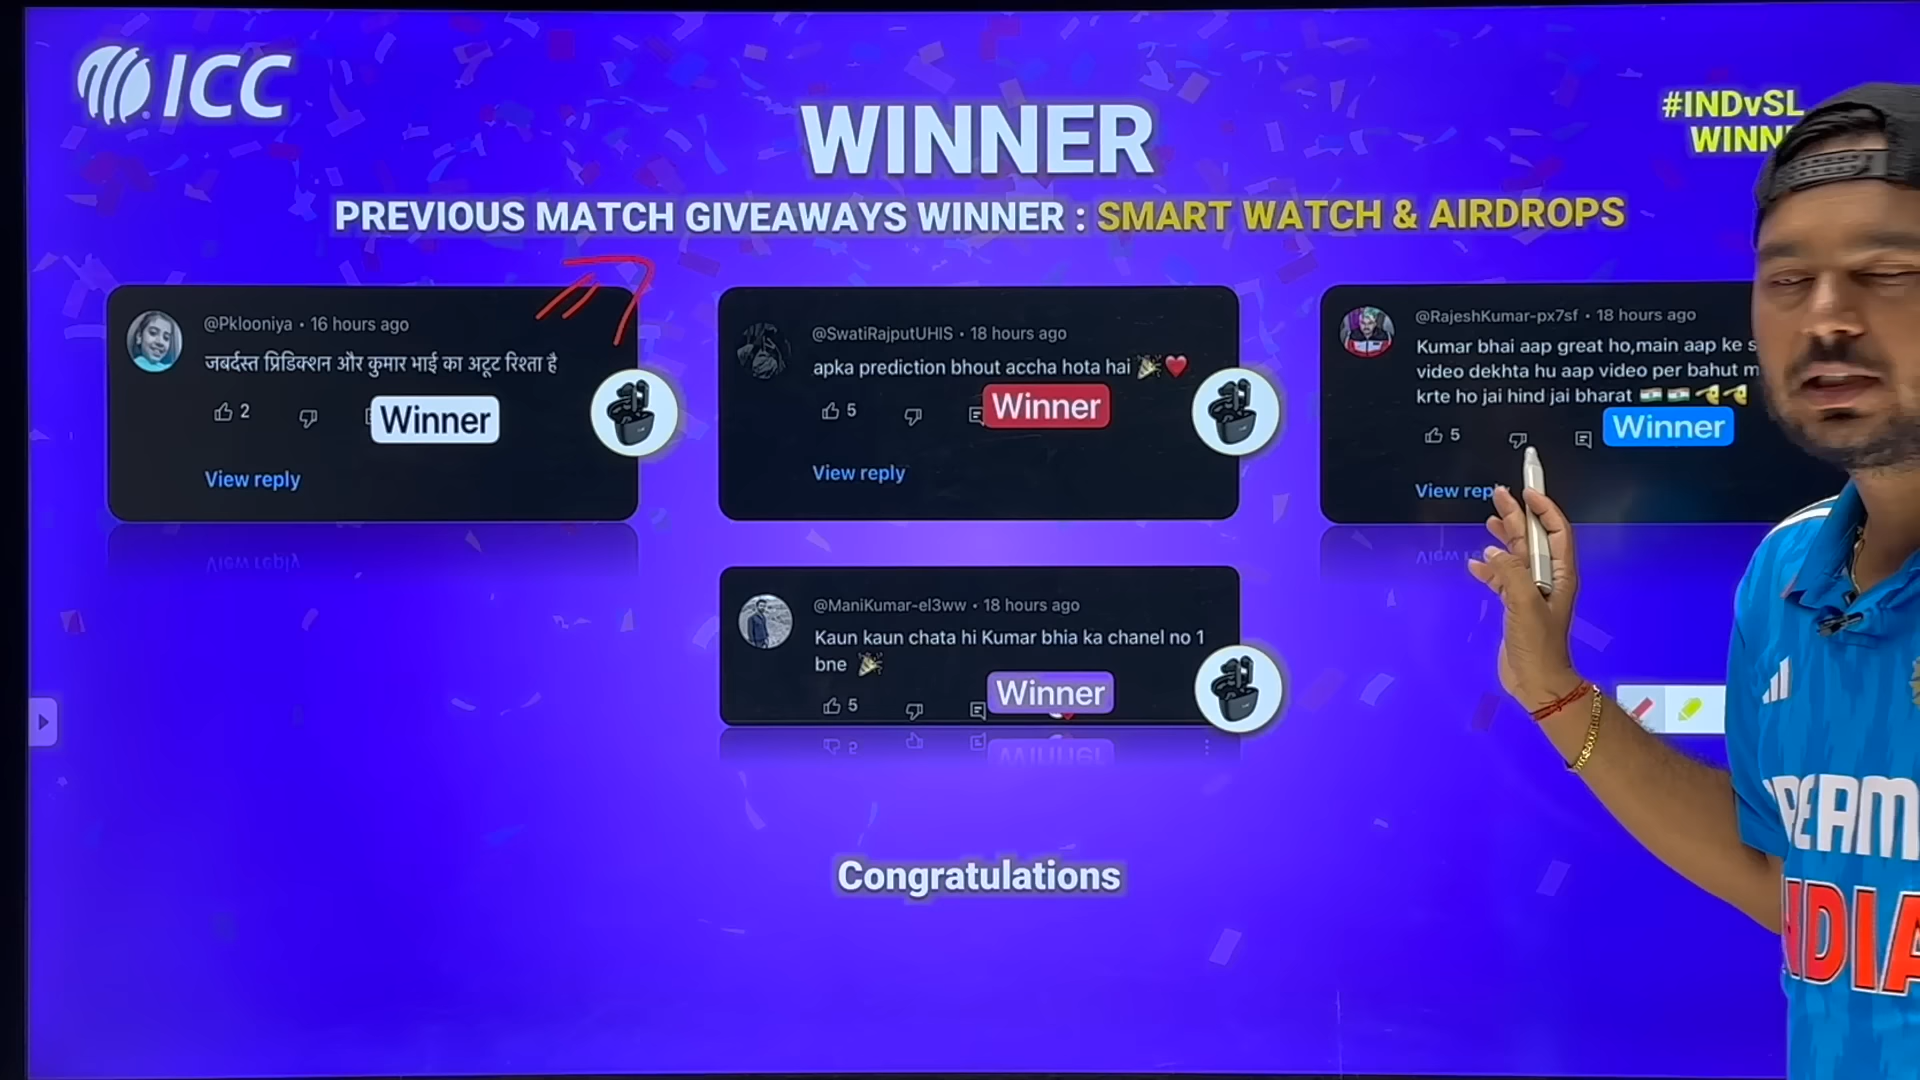 ICC
#INDvSL
WINNER
PREVIOUS MATCH GIVEAWAYS WINNER : SMART WATCH & AIRDROPS
@Pklooniya • 16 hours ago
जबर्दस्त प्रिडिक्शन और कुमार भाई का अटूट रिश्ता है
2
Winner
View reply
@SwatiRajputUHIS • 18 hours ago
apka prediction bhout accha hota hai 🎉❤️
5
Winner
View reply
@RajeshKumar-px7sf • 18 hours ago
Kumar bhai aap great ho,main aap ke
video dekhta hu aap video per bahut
krte ho jai hind jai bharat
5
Winner
View reply
@ManiKumar-el3ww • 18 hours ago
Kaun kaun chata hi Kumar bhia ka chanel no 1
bne 🎉
5
Winner
Congratulations